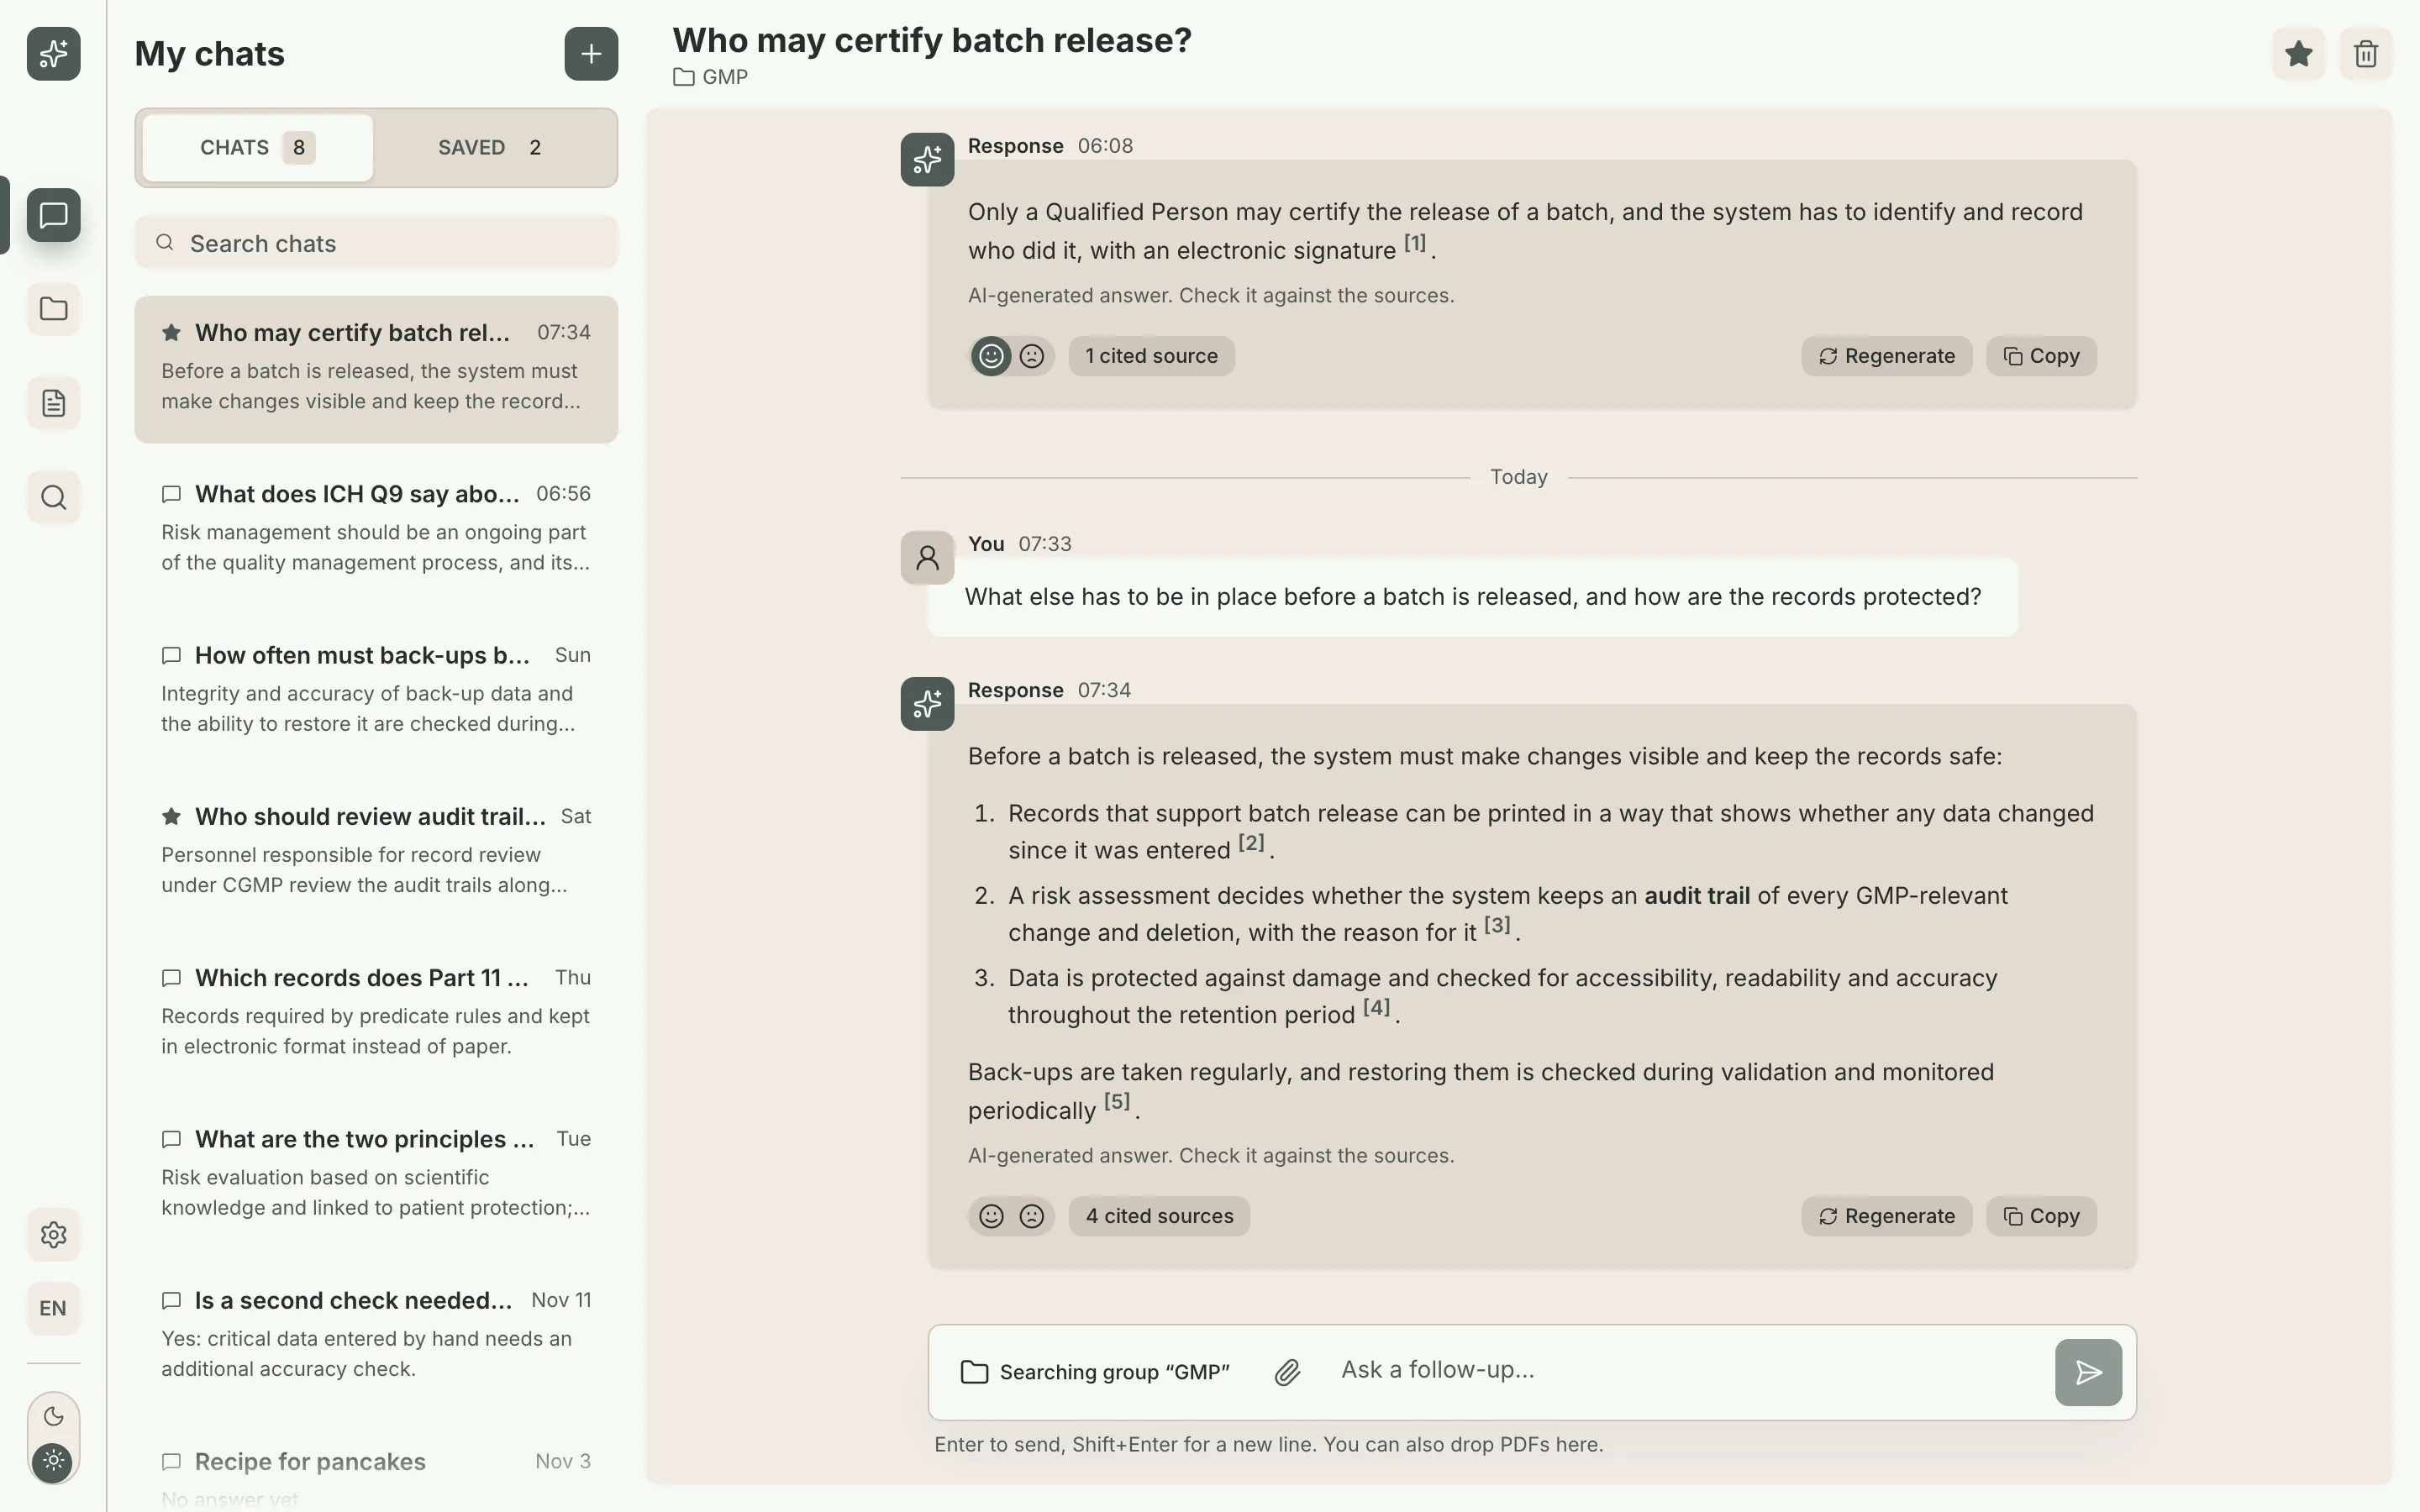 My chats
CHATS 8
SAVED 2
Search chats
Who may certify batch rel... 07:34
Before a batch is released, the system must
make changes visible and keep the record...
What does ICH Q9 say abo... 06:56
Risk management should be an ongoing part
of the quality management process, and its...
How often must back-ups b... Sun
Integrity and accuracy of back-up data and
the ability to restore it are checked during...
Who should review audit trail... Sat
Personnel responsible for record review
under CGMP review the audit trails along...
Which records does Part 11 ... Thu
Records required by predicate rules and kept
in electronic format instead of paper.
What are the two principles ... Tue
Risk evaluation based on scientific
knowledge and linked to patient protection;...
Is a second check needed... Nov 11
Yes: critical data entered by hand needs an
additional accuracy check.
Recipe for pancakes Nov 3
No answer yet
EN
Who may certify batch release?
GMP
Response 06:08
Only a Qualified Person may certify the release of a batch, and the system has to identify and record
who did it, with an electronic signature [1].
AI-generated answer. Check it against the sources.
1 cited source
Regenerate
Copy
Today
You 07:33
What else has to be in place before a batch is released, and how are the records protected?
Response 07:34
Before a batch is released, the system must make changes visible and keep the records safe:
1. Records that support batch release can be printed in a way that shows whether any data changed
since it was entered [2].
2. A risk assessment decides whether the system keeps an audit trail of every GMP-relevant
change and deletion, with the reason for it [3].
3. Data is protected against damage and checked for accessibility, readability and accuracy
throughout the retention period [4].
Back-ups are taken regularly, and restoring them is checked during validation and monitored
periodically [5].
AI-generated answer. Check it against the sources.
4 cited sources
Regenerate
Copy
Searching group “GMP”
Ask a follow-up...
Enter to send, Shift+Enter for a new line. You can also drop PDFs here.